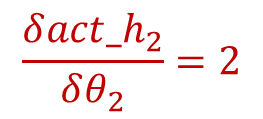 δact_h₂ / δθ₂ = 2